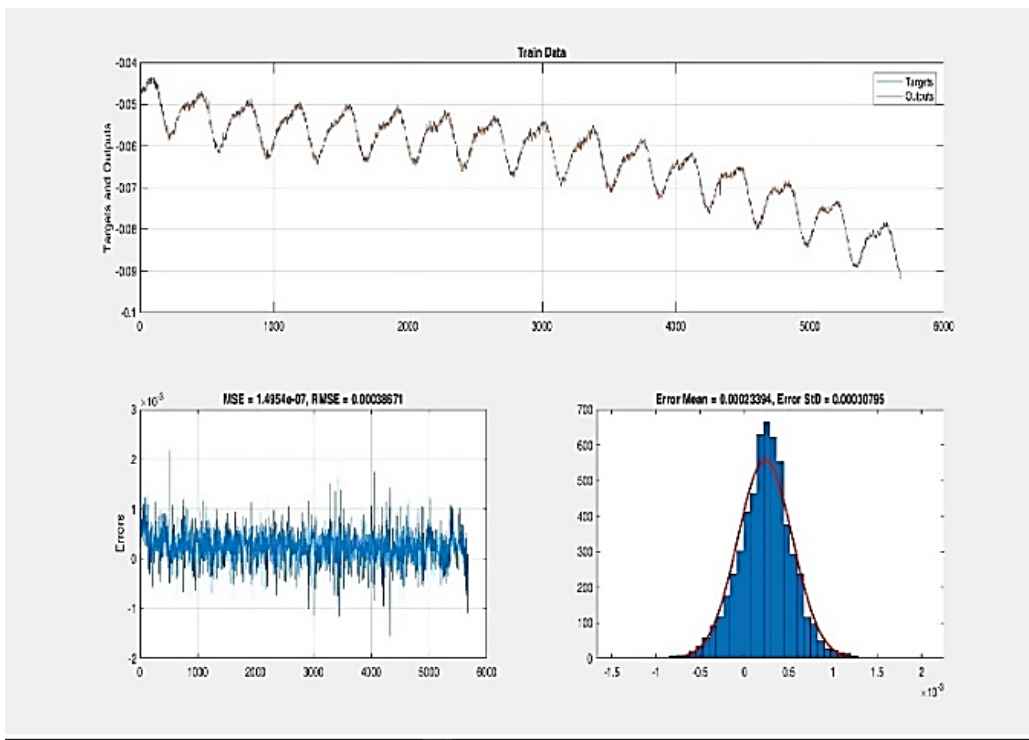 Train Data
-0.04
-0.05
-0.06
-0.07
-0.08
-0.09
-0.1
Targets and Outputs
Targets
Outputs
0 1000 2000 3000 4000 5000 6000
MSE = 1.4954e-07, RMSE = 0.00038671
×10⁻³
3
2
1
0
-1
-2
Errors
0 1000 2000 3000 4000 5000 6000
Error Mean = 0.00023394, Error StD = 0.00030795
700
600
500
400
300
200
100
0
-1.5 -1 -0.5 0 0.5 1 1.5 2
×10⁻³